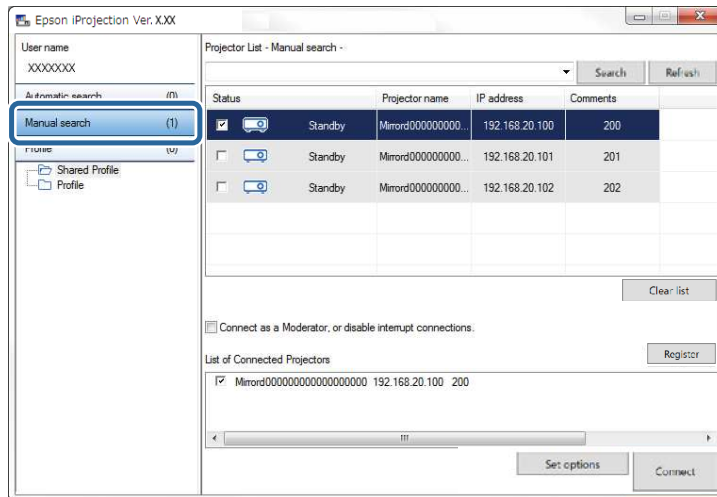 Epson iProjection Ver. X.XX
User name
XXXXXXX
Automatic search (0)
Manual search (1)
Profile (0)
Shared Profile
Profile
Projector List - Manual search -
Search Refresh
Status Projector name IP address Comments
Standby Mirrord000000000... 192.168.20.100 200
Standby Mirrord000000000... 192.168.20.101 201
Standby Mirrord000000000... 192.168.20.102 202
Clear list
Connect as a Moderator, or disable interrupt connections.
Register
List of Connected Projectors
Mirrord000000000000000000 192.168.20.100 200
Set options Connect